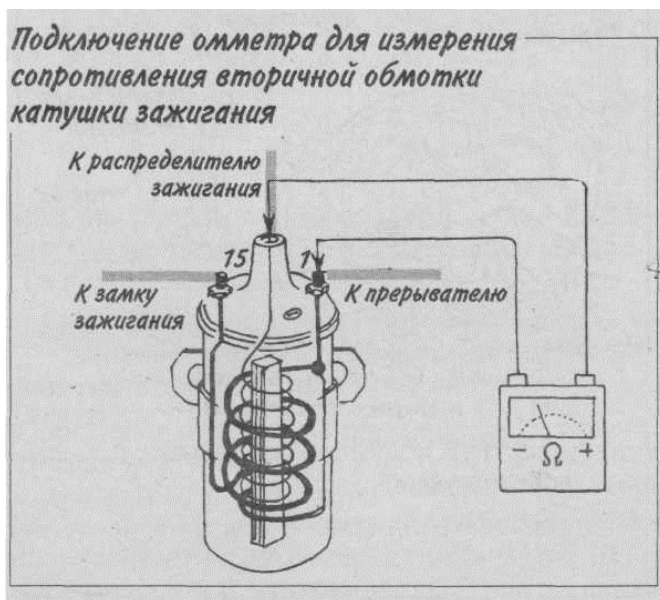 Подключение омметра для измерения
сопротивления вторичной обмотки
катушки зажигания
К распределителю
зажигания
15
1
К замку
зажигания
К прерывателю
- Ω +